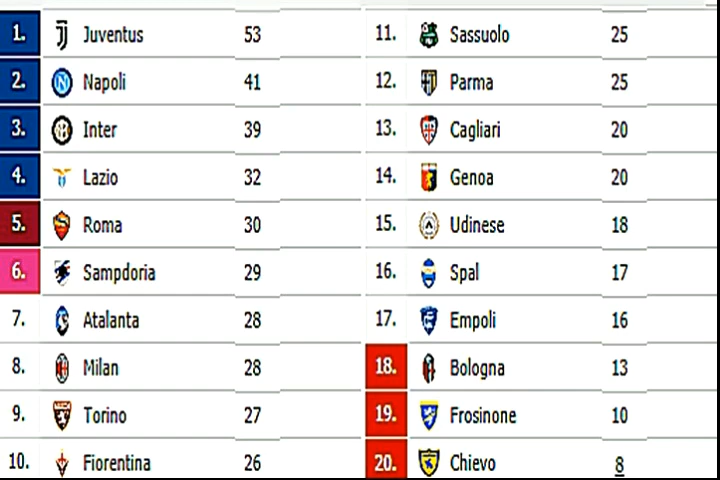 1. Juventus 53
2. Napoli 41
3. Inter 39
4. Lazio 32
5. Roma 30
6. Sampdoria 29
7. Atalanta 28
8. Milan 28
9. Torino 27
10. Fiorentina 26
11. Sassuolo 25
12. Parma 25
13. Cagliari 20
14. Genoa 20
15. Udinese 18
16. Spal 17
17. Empoli 16
18. Bologna 13
19. Frosinone 10
20. Chievo 8